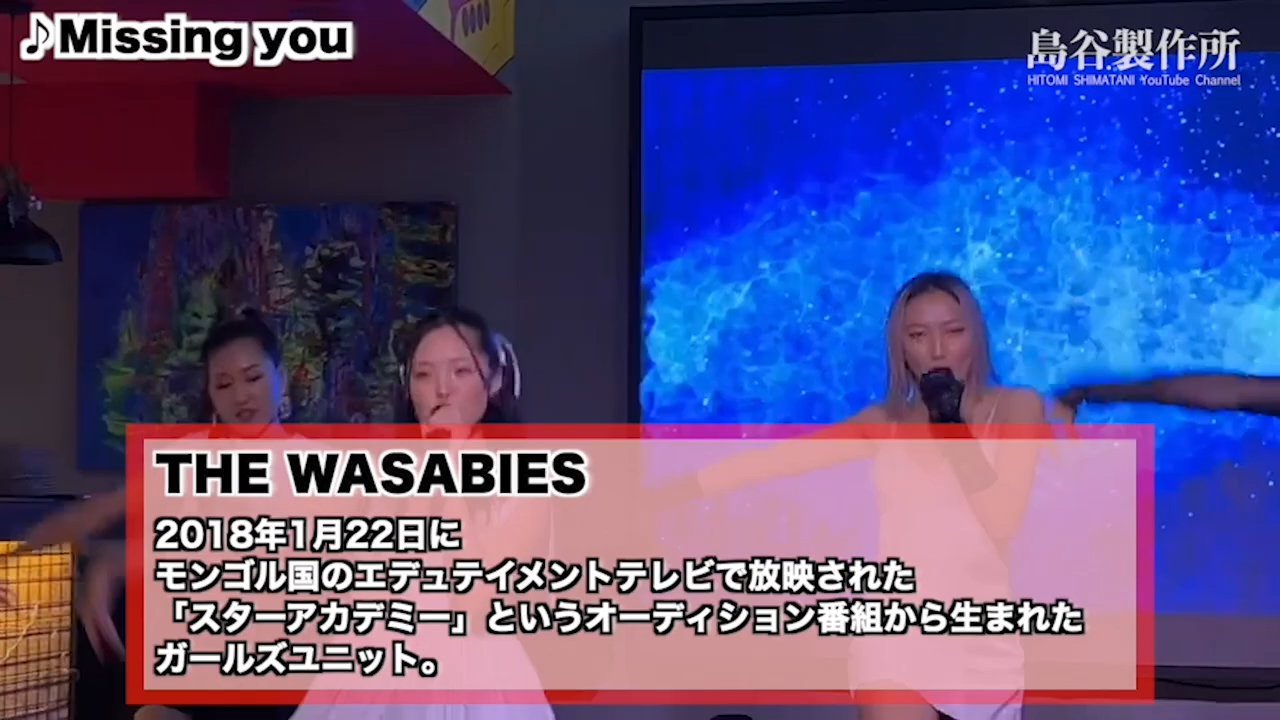 ♪Missing you
島谷製作所
HITOMI SHIMATANI YouTube Channel
THE WASABIES
2018年1月22日に
モンゴル国のエデュテイメントテレビで放映された
「スターアカデミー」というオーディション番組から生まれた
ガールズユニット。